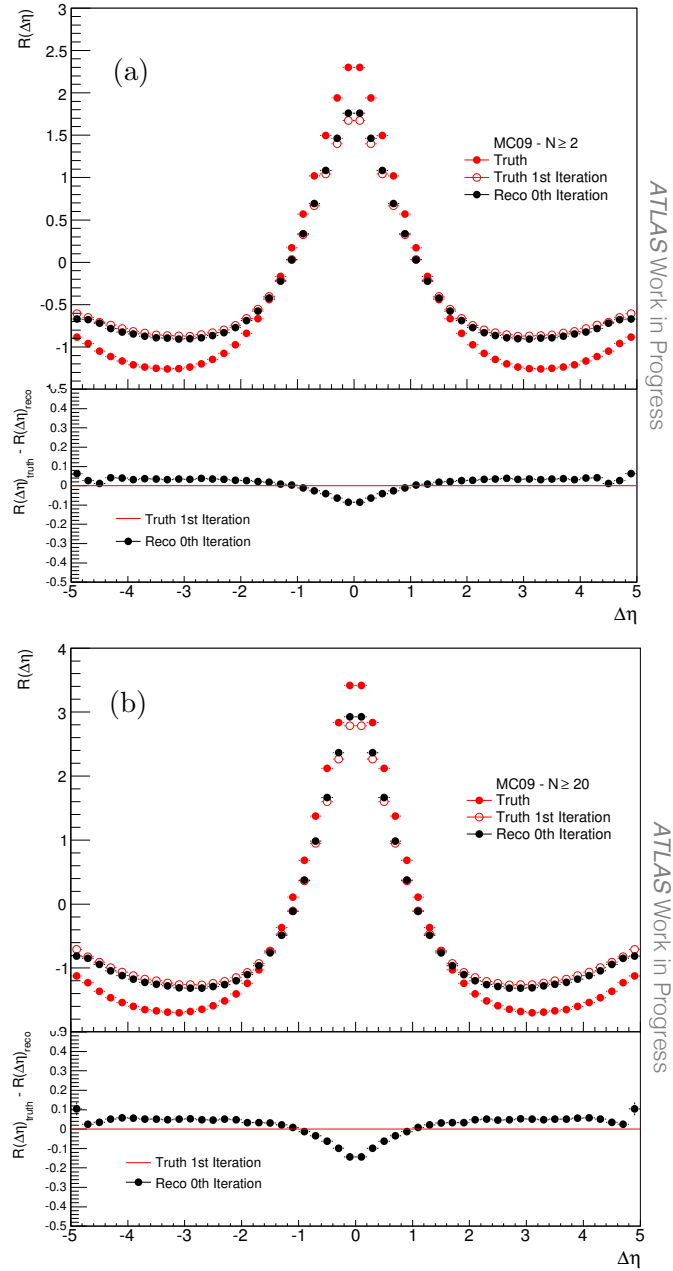 R(Δη)
3
2.5
2
1.5
1
0.5
0
-0.5
-1
-1.5
(a)
MC09 - N≥ 2
Truth
Truth 1st Iteration
Reco 0th Iteration
ATLAS Work in Progress
R(Δη)truth - R(Δη)reco
0.4
0.3
0.2
0.1
0
-0.1
-0.2
-0.3
-0.4
-0.5
Truth 1st Iteration
Reco 0th Iteration
-5 -4 -3 -2 -1 0 1 2 3 4 5
Δη
R(Δη)
4
3
2
1
0
-1
(b)
MC09 - N≥ 20
Truth
Truth 1st Iteration
Reco 0th Iteration
ATLAS Work in Progress
R(Δη)truth - R(Δη)reco
0.4
0.3
0.2
0.1
0
-0.1
-0.2
-0.3
-0.4
-0.5
Truth 1st Iteration
Reco 0th Iteration
-5 -4 -3 -2 -1 0 1 2 3 4 5
Δη